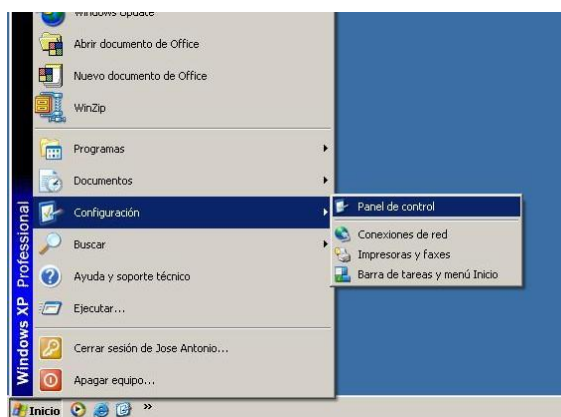 Windows Update
Abrir documento de Office
Nuevo documento de Office
WinZip
Programas
Documentos
Configuración
Panel de control
Conexiones de red
Impresoras y faxes
Barra de tareas y menú Inicio
Buscar
Ayuda y soporte técnico
Ejecutar...
Cerrar sesión de Jose Antonio...
Apagar equipo...
Windows XP Professional
Inicio
»